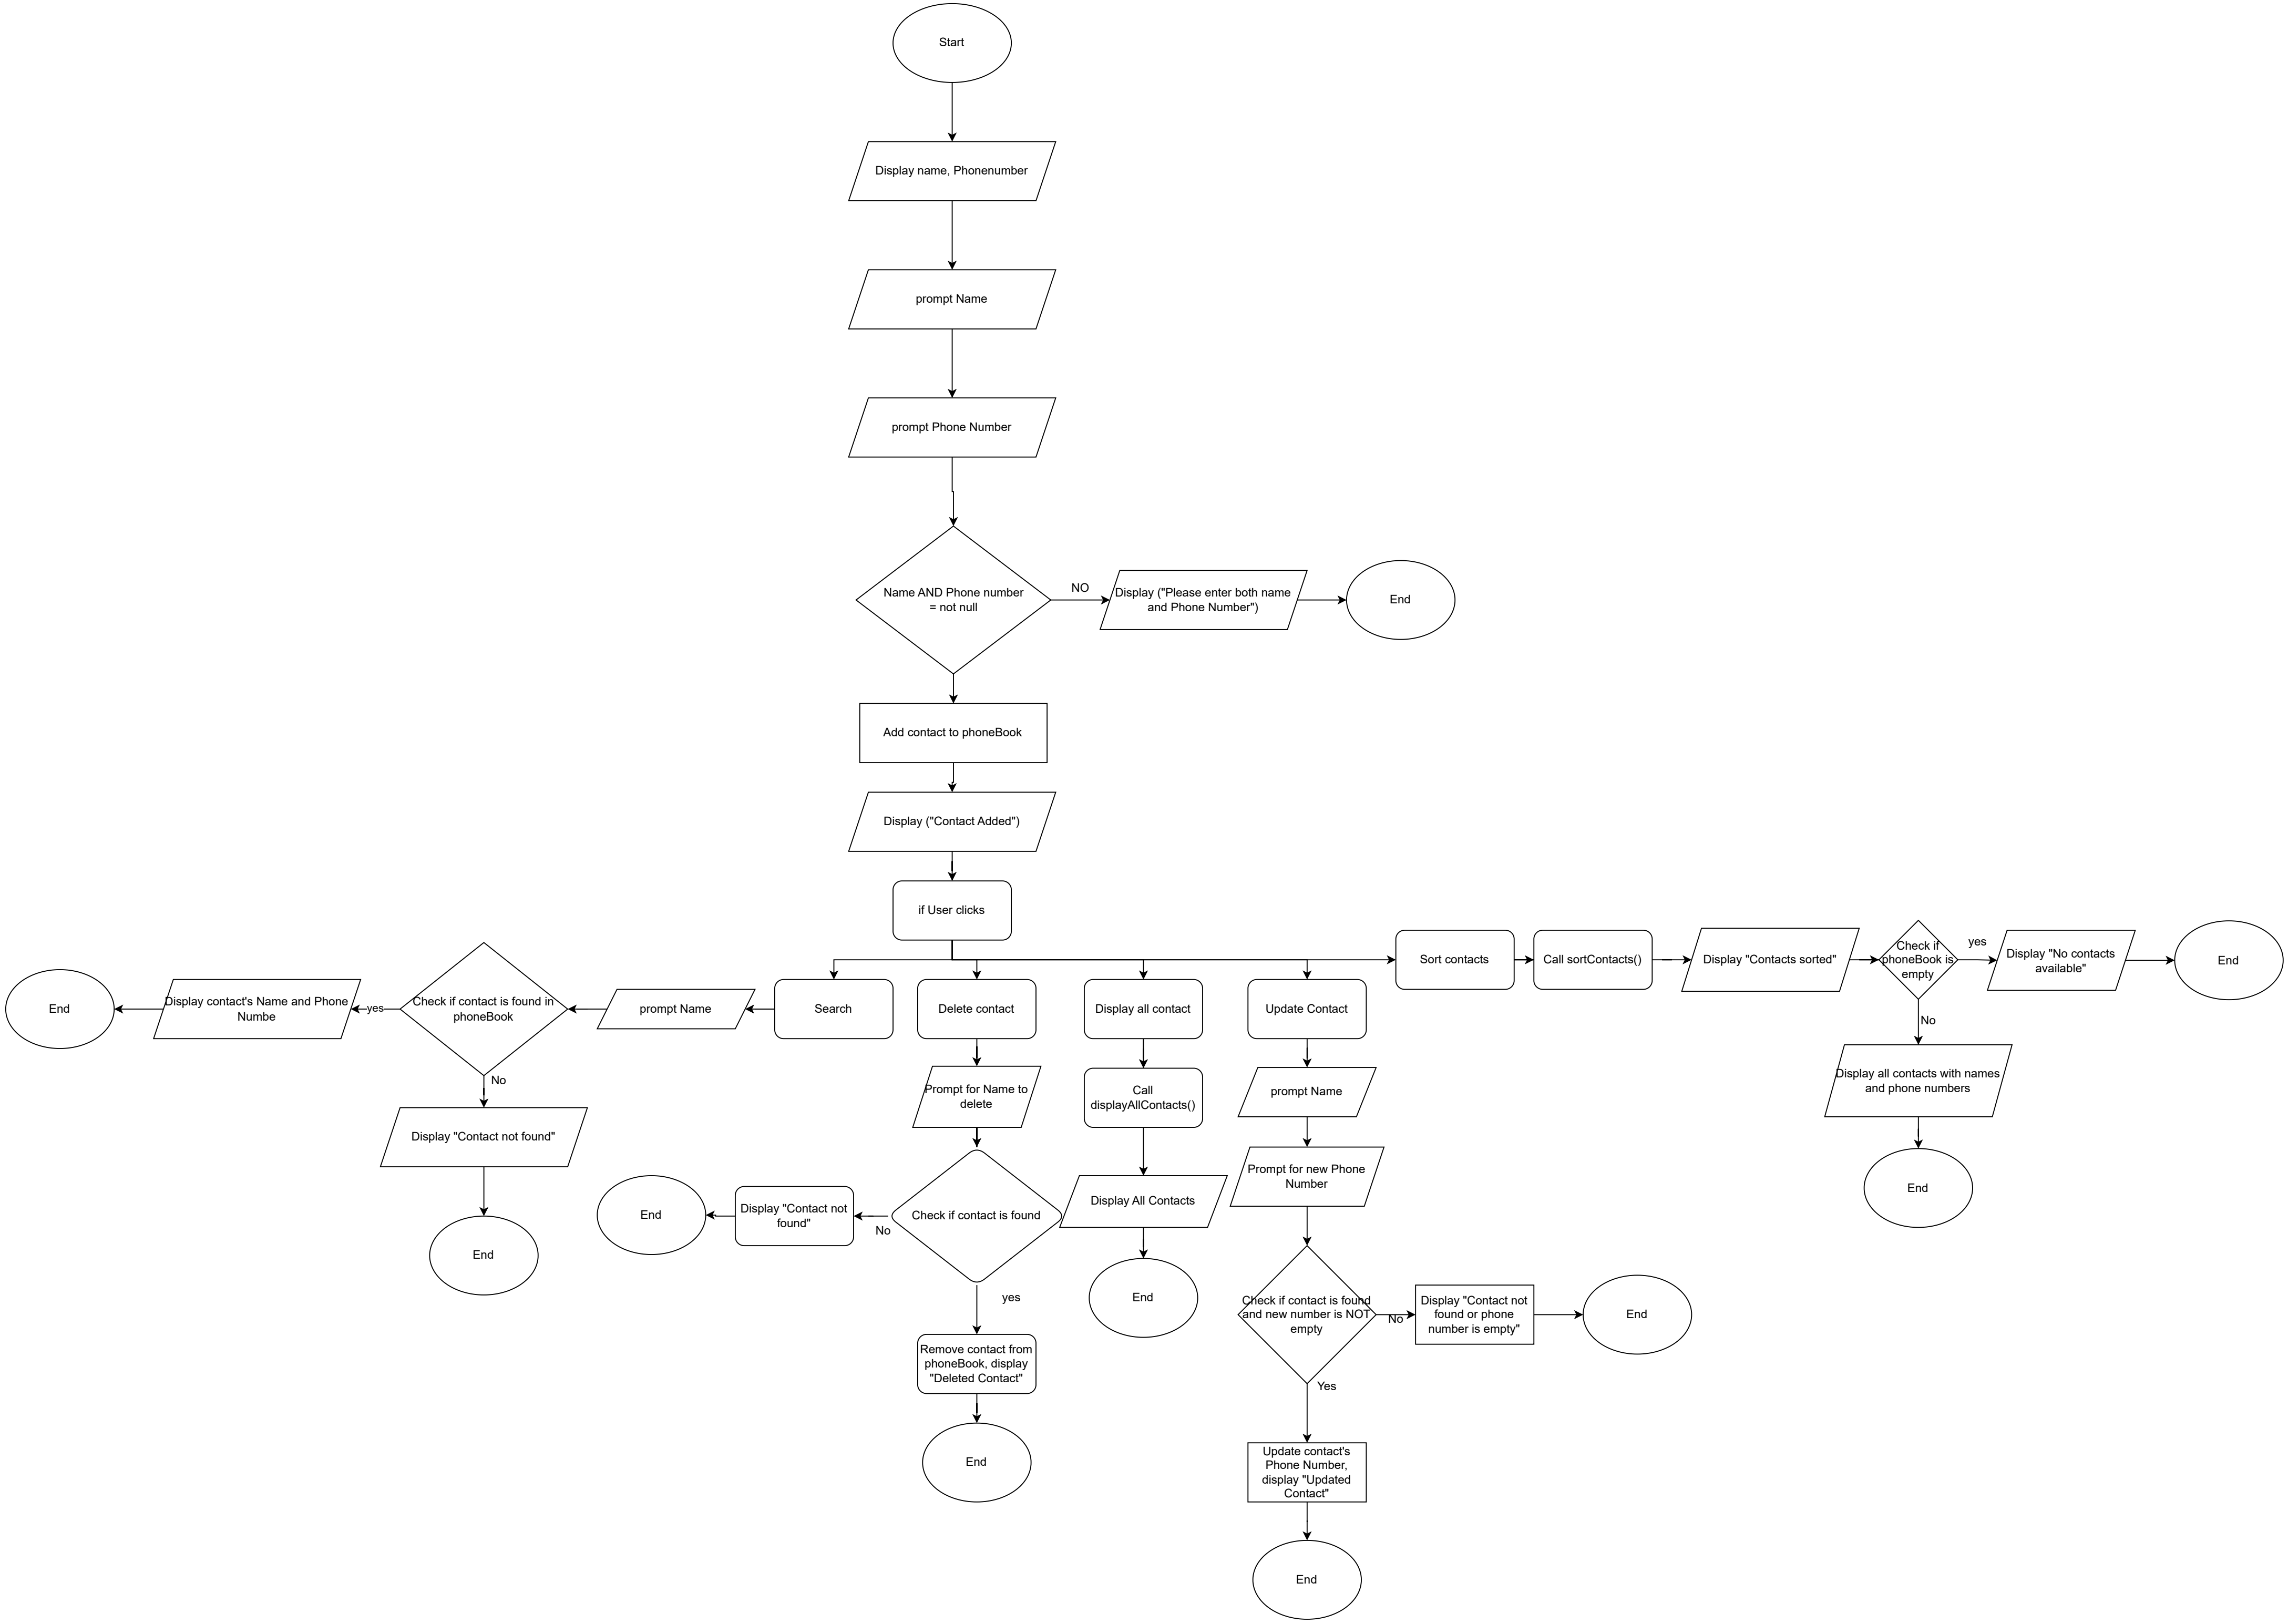 Start
Display name, Phonenumber
prompt Name
prompt Phone Number
Name AND Phone number
= not null
NO
Display ("Please enter both name
and Phone Number")
End
Add contact to phoneBook
Display ("Contact Added")
if User clicks
End
Display contact's Name and Phone
Numbe
yes
Check if contact is found in
phoneBook
No
Display "Contact not found"
End
prompt Name
Search
Delete contact
Prompt for Name to
delete
Check if contact is found
No
Display "Contact not
found"
End
yes
Remove contact from
phoneBook, display
"Deleted Contact"
End
Display all contact
Call
displayAllContacts()
Display All Contacts
End
Update Contact
prompt Name
Prompt for new Phone
Number
Check if contact is found
and new number is NOT
empty
No
Display "Contact not
found or phone
number is empty"
End
Yes
Update contact's
Phone Number,
display "Updated
Contact"
End
Sort contacts
Call sortContacts()
Display "Contacts sorted"
Check if
phoneBook is
empty
yes
Display "No contacts
available"
End
No
Display all contacts with names
and phone numbers
End